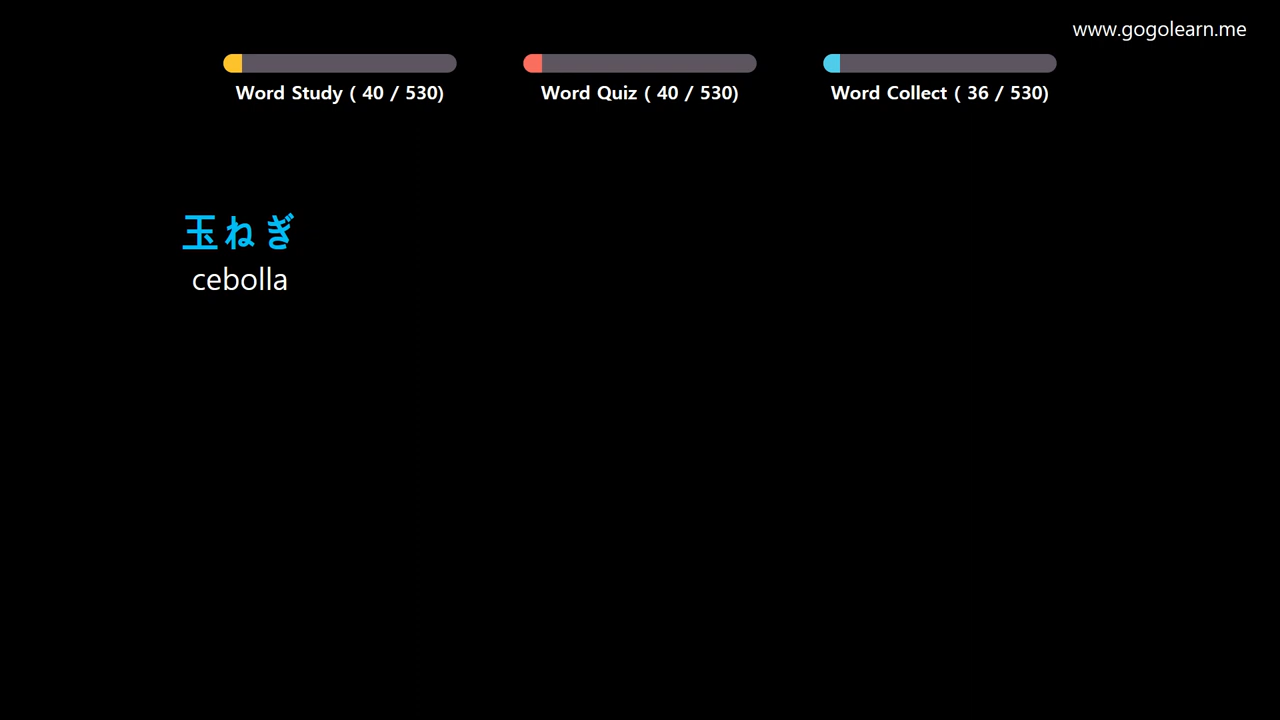 www.gogolearn.me
Word Study ( 40 / 530)
Word Quiz ( 40 / 530)
Word Collect ( 36 / 530)
玉ねぎ
cebolla